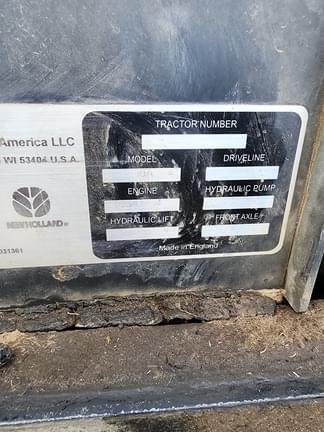 America LLC
WI 53404 U.S.A.
NEW HOLLAND
031361
TRACTOR NUMBER
MODEL DRIVELINE
ENGINE HYDRAULIC PUMP
HYDRAULIC LIFT FRONT AXLE
Made in England